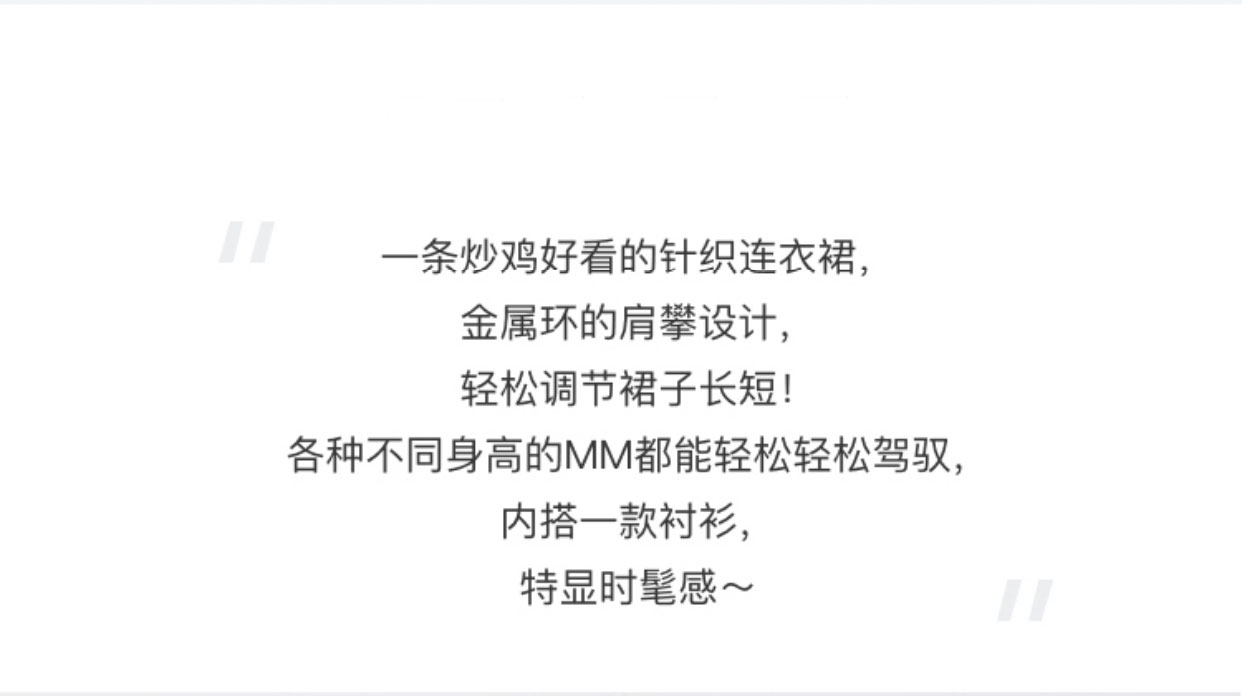 一条炒鸡好看的针织连衣裙，
金属环的肩攀设计，
轻松调节裙子长短！
各种不同身高的MM都能轻松轻松驾驭，
内搭一款衬衫，
特显时髦感～